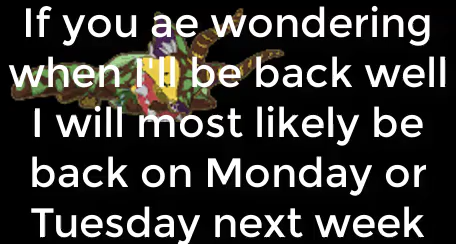 If you ae wondering
when I'll be back well
I will most likely be
back on Monday or
Tuesday next week